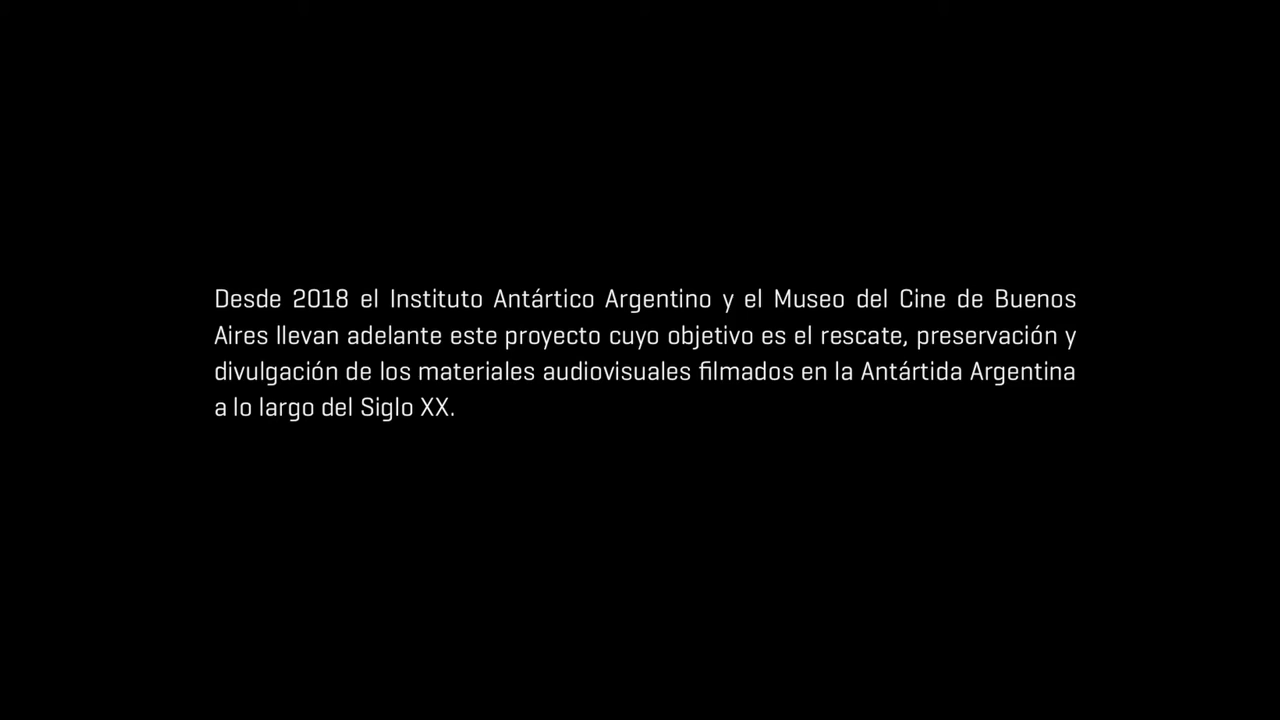 Desde 2018 el Instituto Antártico Argentino y el Museo del Cine de Buenos
Aires llevan adelante este proyecto cuyo objetivo es el rescate, preservación y
divulgación de los materiales audiovisuales filmados en la Antártida Argentina
a lo largo del Siglo XX.